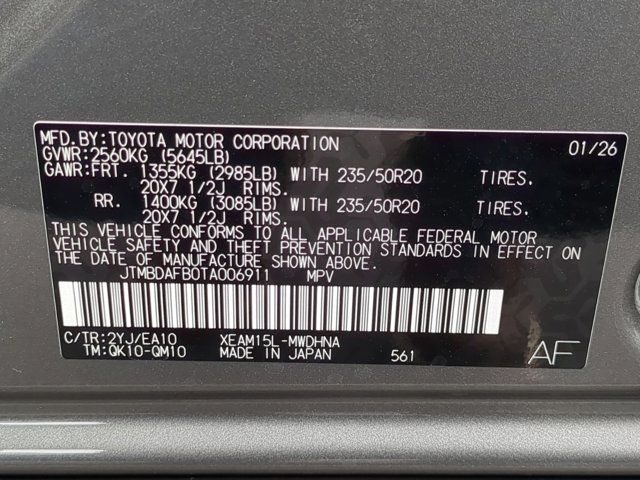 MFD.BY:TOYOTA MOTOR CORPORATION 01/26
GVWR:2560KG (5645LB)
GAWR:FRT. 1355KG (2985LB) WITH 235/50R20 TIRES.
20X7 1/2J RIMS.
RR. 1400KG (3085LB) WITH 235/50R20 TIRES.
20X7 1/2J RIMS.
THIS VEHICLE CONFORMS TO ALL APPLICABLE FEDERAL MOTOR
VEHICLE SAFETY AND THEFT PREVENTION STANDARDS IN EFFECT ON
THE DATE OF MANUFACTURE SHOWN ABOVE.
JTMBDAFB0TA006911 MPV
C/TR:2YJ/EA10 XEAM15L-MWDHNA
TM:QK10-QM10 MADE IN JAPAN 561 AF